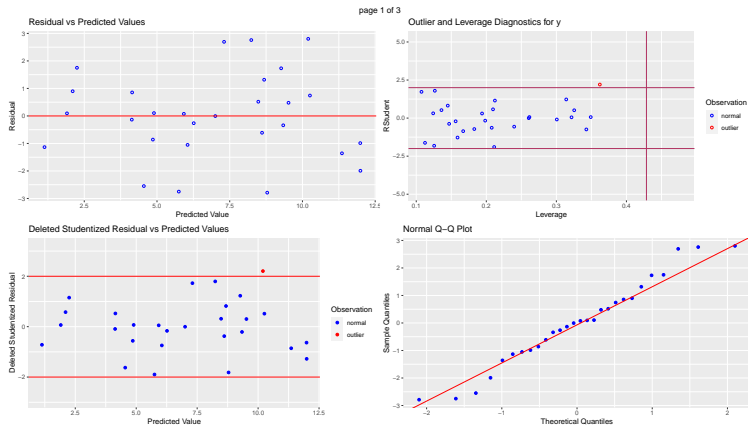 page 1 of 3
Residual vs Predicted Values
Residual
3
2
1
0
−1
−2
−3
2.5
5.0
7.5
10.0
12.5
Predicted Value
Outlier and Leverage Diagnostics for y
RStudent
5.0
2.5
0.0
−2.5
−5.0
0.1
0.2
0.3
0.4
Leverage
Observation
normal
outlier
Deleted Studentized Residual vs Predicted Values
Deleted Studentized Residual
2
0
−2
2.5
5.0
7.5
10.0
12.5
Predicted Value
Observation
normal
outlier
Normal Q−Q Plot
Sample Quantiles
3
2
1
0
−1
−2
−3
−2
−1
0
1
2
Theoretical Quantiles